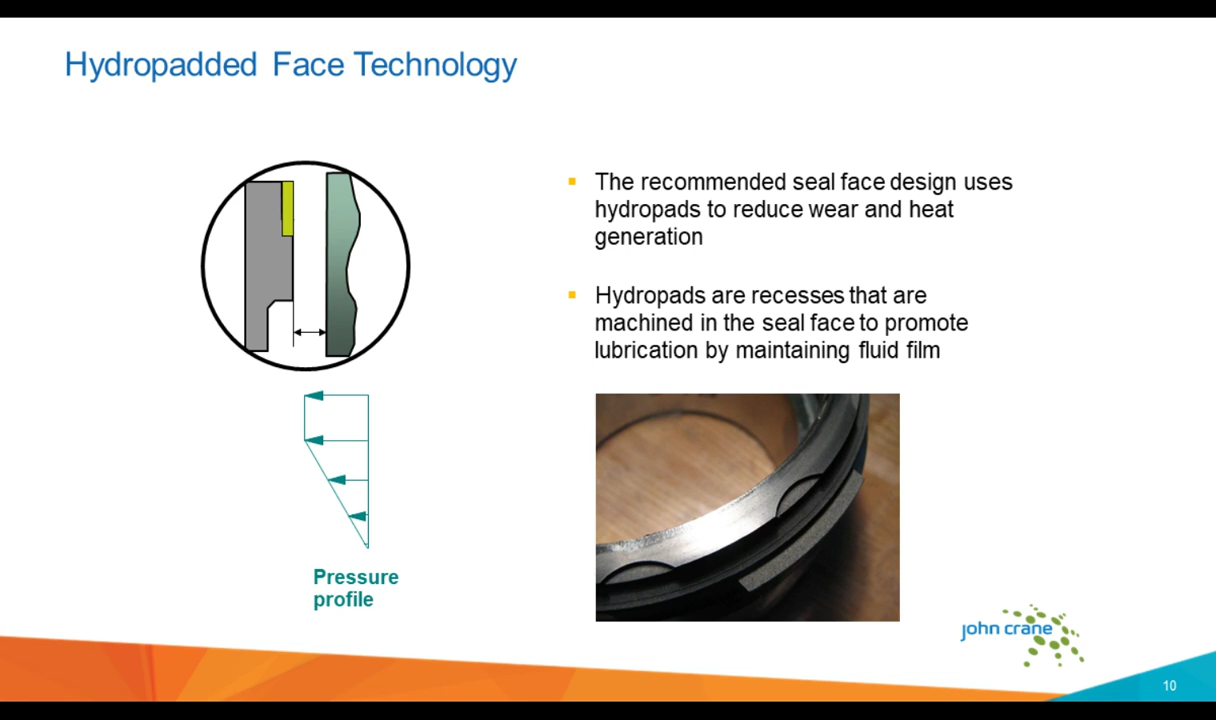 Hydropadded Face Technology
▪ The recommended seal face design uses
hydropads to reduce wear and heat
generation
▪ Hydropads are recesses that are
machined in the seal face to promote
lubrication by maintaining fluid film
Pressure
profile
john crane
10